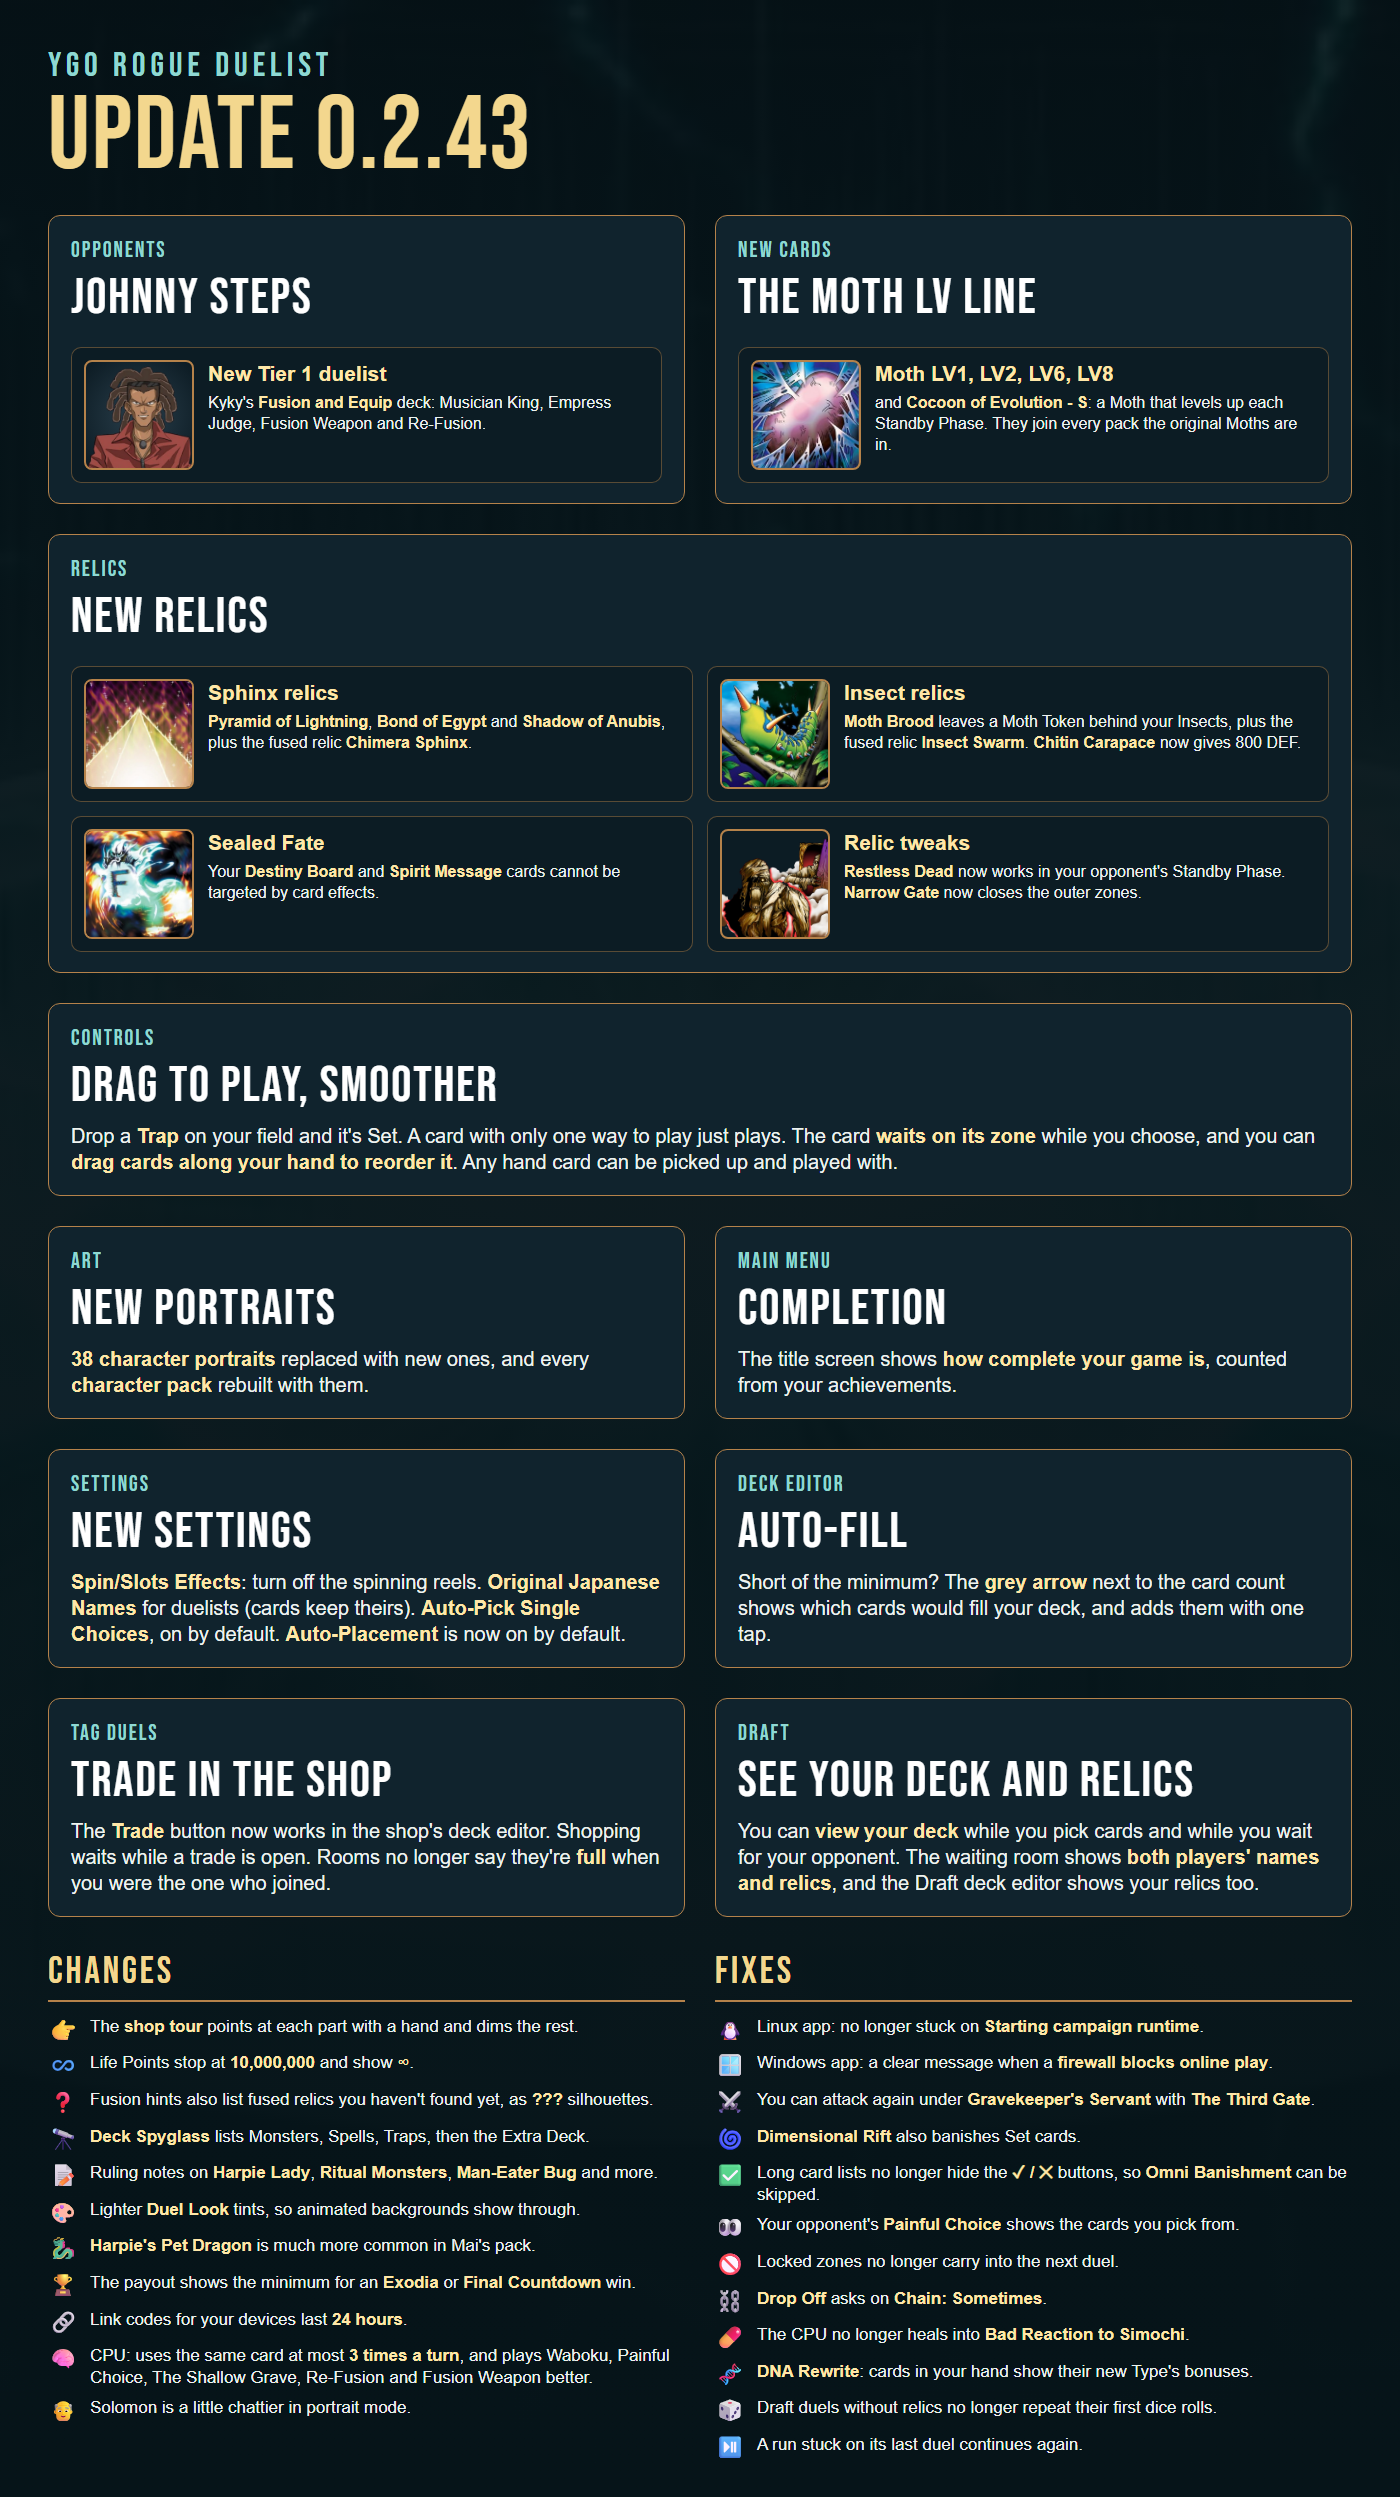 YGO ROGUE DUELIST
UPDATE 0.2.43
OPPONENTS
JOHNNY STEPS
New Tier 1 duelist
Kyky's Fusion and Equip deck: Musician King, Empress
Judge, Fusion Weapon and Re-Fusion.
NEW CARDS
THE MOTH LV LINE
Moth LV1, LV2, LV6, LV8
and Cocoon of Evolution - S: a Moth that levels up each
Standby Phase. They join every pack the original Moths are
in.
RELICS
NEW RELICS
Sphinx relics
Pyramid of Lightning, Bond of Egypt and Shadow of Anubis,
plus the fused relic Chimera Sphinx.
Insect relics
Moth Brood leaves a Moth Token behind your Insects, plus the
fused relic Insect Swarm. Chitin Carapace now gives 800 DEF.
F
Sealed Fate
Your Destiny Board and Spirit Message cards cannot be
targeted by card effects.
Relic tweaks
Restless Dead now works in your opponent's Standby Phase.
Narrow Gate now closes the outer zones.
CONTROLS
DRAG TO PLAY, SMOOTHER
Drop a Trap on your field and it's Set. A card with only one way to play just plays. The card waits on its zone while you choose, and you can
drag cards along your hand to reorder it. Any hand card can be picked up and played with.
ART
NEW PORTRAITS
38 character portraits replaced with new ones, and every
character pack rebuilt with them.
MAIN MENU
COMPLETION
The title screen shows how complete your game is, counted
from your achievements.
SETTINGS
NEW SETTINGS
Spin/Slots Effects: turn off the spinning reels. Original Japanese
Names for duelists (cards keep theirs). Auto-Pick Single
Choices, on by default. Auto-Placement is now on by default.
DECK EDITOR
AUTO-FILL
Short of the minimum? The grey arrow next to the card count
shows which cards would fill your deck, and adds them with one
tap.
TAG DUELS
TRADE IN THE SHOP
The Trade button now works in the shop's deck editor. Shopping
waits while a trade is open. Rooms no longer say they're full when
you were the one who joined.
DRAFT
SEE YOUR DECK AND RELICS
You can view your deck while you pick cards and while you wait
for your opponent. The waiting room shows both players' names
and relics, and the Draft deck editor shows your relics too.
CHANGES
The shop tour points at each part with a hand and dims the rest.
Life Points stop at 10,000,000 and show ∞.
Fusion hints also list fused relics you haven't found yet, as ??? silhouettes.
Deck Spyglass lists Monsters, Spells, Traps, then the Extra Deck.
Ruling notes on Harpie Lady, Ritual Monsters, Man-Eater Bug and more.
Lighter Duel Look tints, so animated backgrounds show through.
Harpie's Pet Dragon is much more common in Mai's pack.
The payout shows the minimum for an Exodia or Final Countdown win.
Link codes for your devices last 24 hours.
CPU: uses the same card at most 3 times a turn, and plays Waboku, Painful
Choice, The Shallow Grave, Re-Fusion and Fusion Weapon better.
Solomon is a little chattier in portrait mode.
FIXES
Linux app: no longer stuck on Starting campaign runtime.
Windows app: a clear message when a firewall blocks online play.
You can attack again under Gravekeeper's Servant with The Third Gate.
Dimensional Rift also banishes Set cards.
Long card lists no longer hide the ✓ / ✕ buttons, so Omni Banishment can be
skipped.
Your opponent's Painful Choice shows the cards you pick from.
Locked zones no longer carry into the next duel.
Drop Off asks on Chain: Sometimes.
The CPU no longer heals into Bad Reaction to Simochi.
DNA Rewrite: cards in your hand show their new Type's bonuses.
Draft duels without relics no longer repeat their first dice rolls.
A run stuck on its last duel continues again.